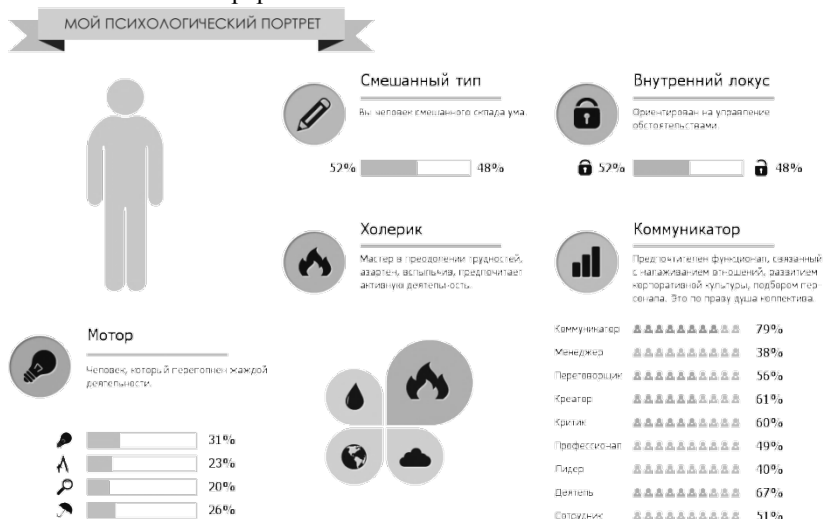 МОЙ ПСИХОЛОГИЧЕСКИЙ ПОРТРЕТ
Смешанный тип
Вы человек смешанного склада ума.
52% 48%
Внутренний локус
Ориентирован на управление
обстоятельствами.
52% 48%
Холерик
Мастер в преодолении трудностей,
азартен, вспыльчив, предпочитает
активную деятельность.
Коммуникатор
Предпочтителен функционал, связанный
с налаживанием отношений, развитием
корпоративной культуры, подбором пер-
сонала. Это по праву душа коллектива.
Мотор
Человек, который переполнен жаждой
деятельности.
31%
23%
20%
26%
Коммуникатор 79%
Менеджер 38%
Переговорщик 56%
Креатор 61%
Критик 60%
Профессионал 49%
Лидер 40%
Деятель 67%
Сотрудник 51%